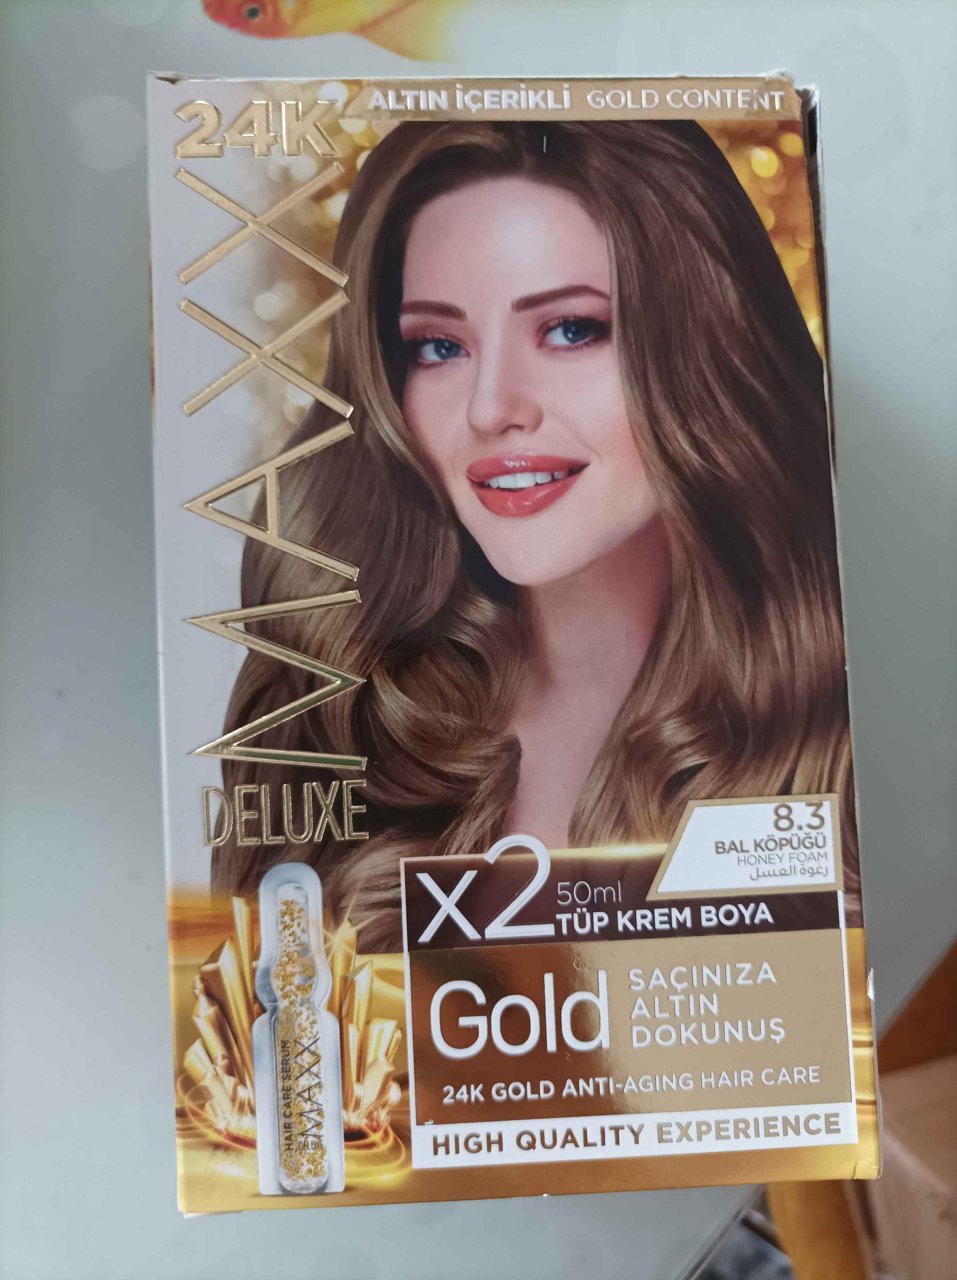 ALTIN İÇERİKLİ GOLD CONTENT
24K
MAXX
DELUXE
8.3
BAL KÖPÜĞÜ
HONEY FOAM
رغوة العسل
x2 50ml
TÜP KREM BOYA
Gold
SAÇINIZA
ALTIN
DOKUNUŞ
24K GOLD ANTI-AGING HAIR CARE
HIGH QUALITY EXPERIENCE
HAIR CARE SERUM
MAXX